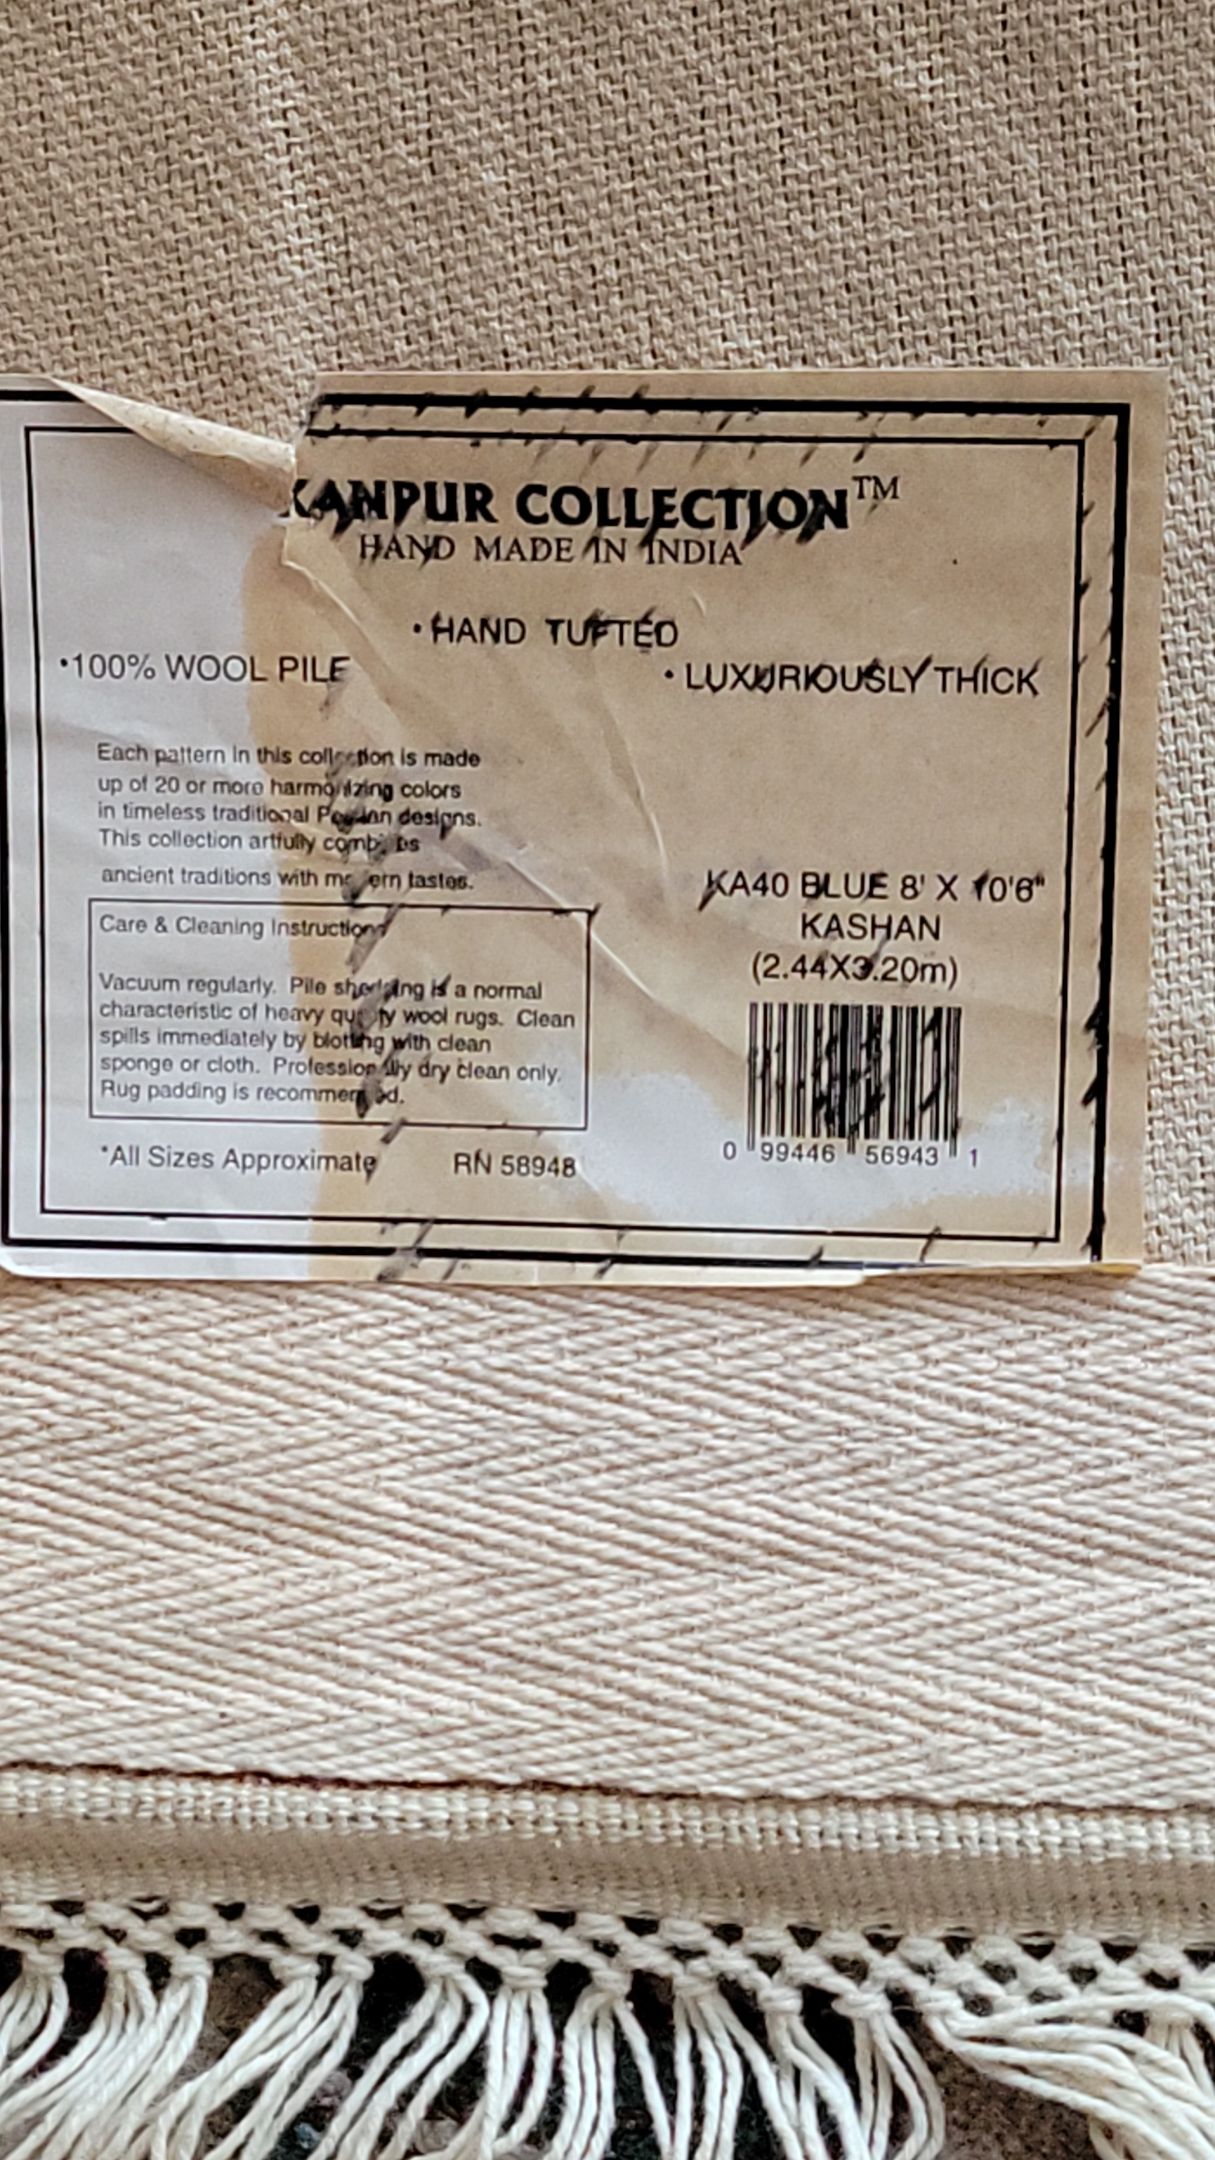 KANPUR COLLECTION™
HAND MADE IN INDIA
• HAND TUFTED
•100% WOOL PILE
• LUXURIOUSLY THICK
Each pattern in this collection is made
up of 20 or more harmonizing colors
in timeless traditional Persian designs.
This collection artfully combines
ancient traditions with modern tastes.
Care & Cleaning Instructions
Vacuum regularly. Pile shedding is a normal
characteristic of heavy quality wool rugs. Clean
spills immediately by blotting with clean
sponge or cloth. Professionally dry clean only.
Rug padding is recommended.
*All Sizes Approximate
RN 58948
KA40 BLUE 8' X 10'6"
KASHAN
(2.44X3.20m)
0 99446 56943 1